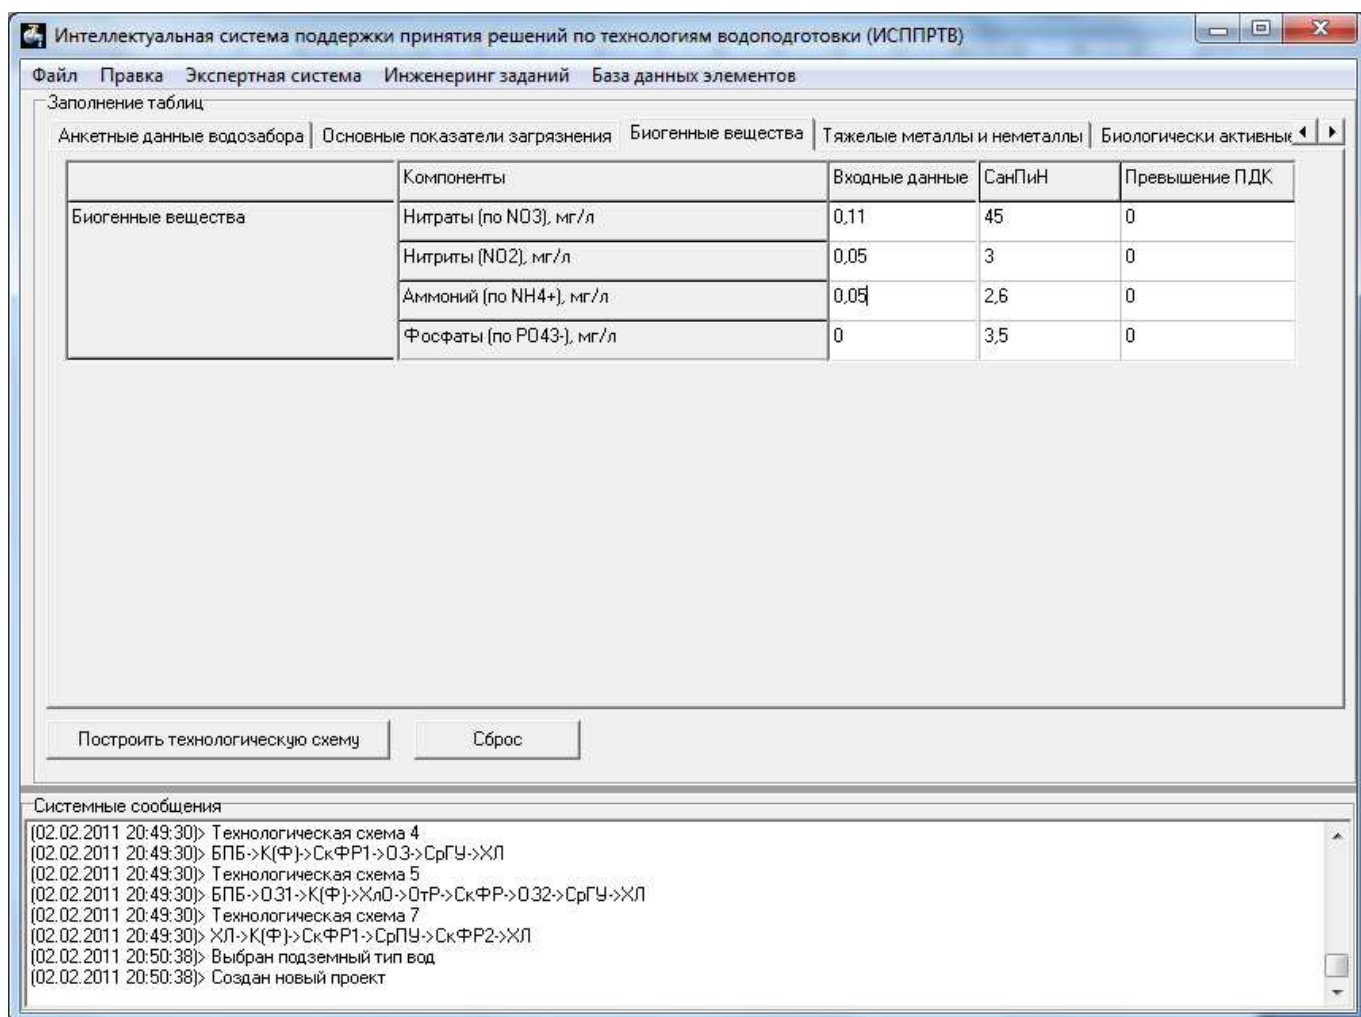 Интеллектуальная система поддержки принятия решений по технологиям водоподготовки (ИСППРТВ)
Файл Правка Экспертная система Инженеринг заданий База данных элементов
Заполнение таблиц
Анкетные данные водозабора Основные показатели загрязнения Биогенные вещества Тяжелые металлы и неметаллы Биологически активные
Компоненты Входные данные СанПиН Превышение ПДК
Биогенные вещества Нитраты (по NO3), мг/л 0,11 45 0
Нитриты (NO2), мг/л 0,05 3 0
Аммоний (по NH4+), мг/л 0,05 2,6 0
Фосфаты (по PO43-), мг/л 0 3,5 0
Построить технологическую схему Сброс
Системные сообщения
(02.02.2011 20:49:30)> Технологическая схема 4
(02.02.2011 20:49:30)> БПБ->К(Ф)->СкФР1->ОЗ->СрГУ->ХЛ
(02.02.2011 20:49:30)> Технологическая схема 5
(02.02.2011 20:49:30)> БПБ->ОЗ1->К(Ф)->ХлО->ОтР->СкФР->ОЗ2->СрГУ->ХЛ
(02.02.2011 20:49:30)> Технологическая схема 7
(02.02.2011 20:49:30)> ХЛ->К(Ф)->СкФР1->СрПУ->СкФР2->ХЛ
(02.02.2011 20:50:38)> Выбран подземный тип вод
(02.02.2011 20:50:38)> Создан новый проект